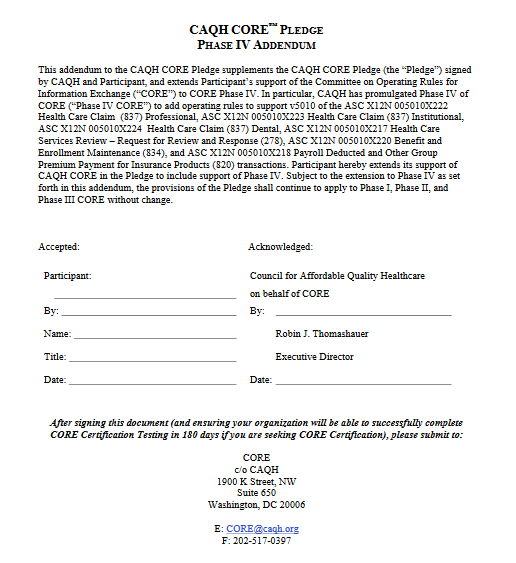 CAQH CORE™ PLEDGE
PHASE IV ADDENDUM
This addendum to the CAQH CORE Pledge supplements the CAQH CORE Pledge (the “Pledge”) signed
by CAQH and Participant, and extends Participant’s support of the Committee on Operating Rules for
Information Exchange (“CORE”) to CORE Phase IV. In particular, CAQH has promulgated Phase IV of
CORE (“Phase IV CORE”) to add operating rules to support v5010 of the ASC X12N 005010X222
Health Care Claim (837) Professional, ASC X12N 005010X223 Health Care Claim (837) Institutional,
ASC X12N 005010X224 Health Care Claim (837) Dental, ASC X12N 005010X217 Health Care
Services Review – Request for Review and Response (278), ASC X12N 005010X220 Benefit and
Enrollment Maintenance (834), and ASC X12N 005010X218 Payroll Deducted and Other Group
Premium Payment for Insurance Products (820) transactions. Participant hereby extends its support of
CAQH CORE in the Pledge to include support of Phase IV. Subject to the extension to Phase IV as set
forth in this addendum, the provisions of the Pledge shall continue to apply to Phase I, Phase II, and
Phase III CORE without change.
Accepted: Acknowledged:
Participant: Council for Affordable Quality Healthcare
on behalf of CORE
By: By:
Name: Robin J. Thomashauer
Title: Executive Director
Date: Date:
After signing this document (and ensuring your organization will be able to successfully complete
CORE Certification Testing in 180 days if you are seeking CORE Certification), please submit to:
CORE
c/o CAQH
1900 K Street, NW
Suite 650
Washington, DC 20006
E: CORE@caqh.org
F: 202-517-0397